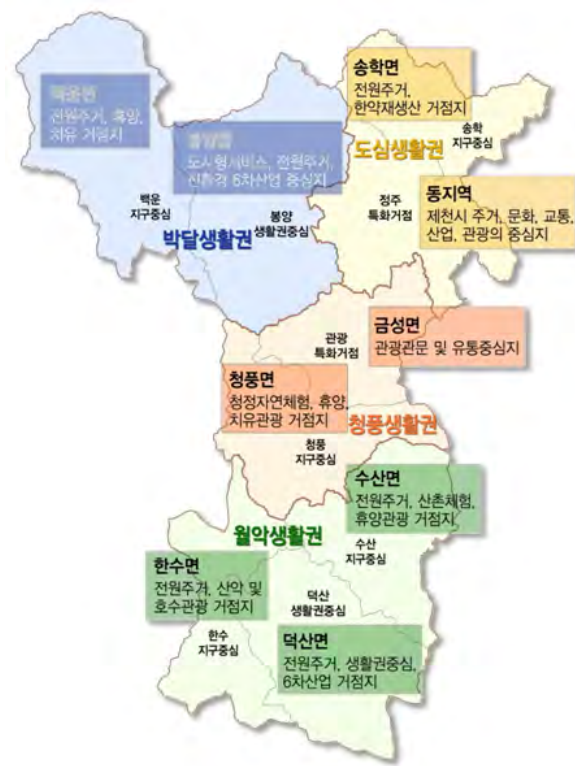 송학면
전원주거,
한약재생산 거점지
송학
지구중심
도심생활권
백운면
전원주거, 휴양,
치유 거점지
봉양읍
도시형서비스, 전원주거,
친환경 6차산업 중심지
동지역
제천시 주거, 문화, 교통,
산업, 관광의 중심지
정주
특화거점
백운
지구중심
봉양
생활권중심
박달생활권
금성면
관광관문 및 유통중심지
관광
특화거점
청풍면
청정자연체험, 휴양,
치유관광 거점지
청풍생활권
청풍
지구중심
수산면
전원주거, 산촌체험,
휴양관광 거점지
월악생활권
수산
지구중심
한수면
전원주거, 산악 및
호수관광 거점지
덕산
생활권중심
한수
지구중심
덕산면
전원주거, 생활권중심,
6차산업 거점지